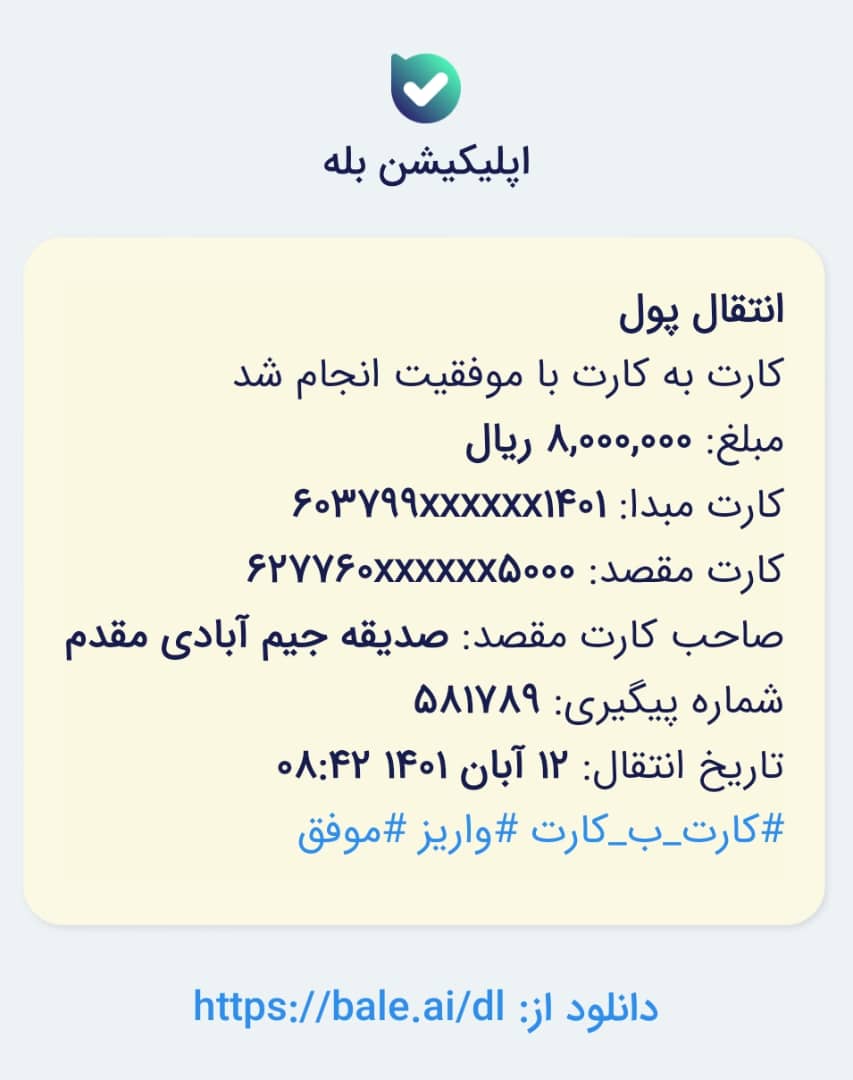 اپلیکیشن بله
انتقال پول
کارت به کارت با موفقیت انجام شد
مبلغ: ۸,۰۰۰,۰۰۰ ریال
کارت مبدا: ۶۰۳۷۹۹xxxxxx۱۴۰۱
کارت مقصد: ۶۲۷۷۶۰xxxxxx۵۰۰۰
صاحب کارت مقصد: صدیقه جیم آبادی مقدم
شماره پیگیری: ۵۸۱۷۸۹
تاریخ انتقال: ۱۲ آبان ۱۴۰۱ ۰۸:۴۲
#کارت_ب_کارت #واریز #موفق
دانلود از: https://bale.ai/dl